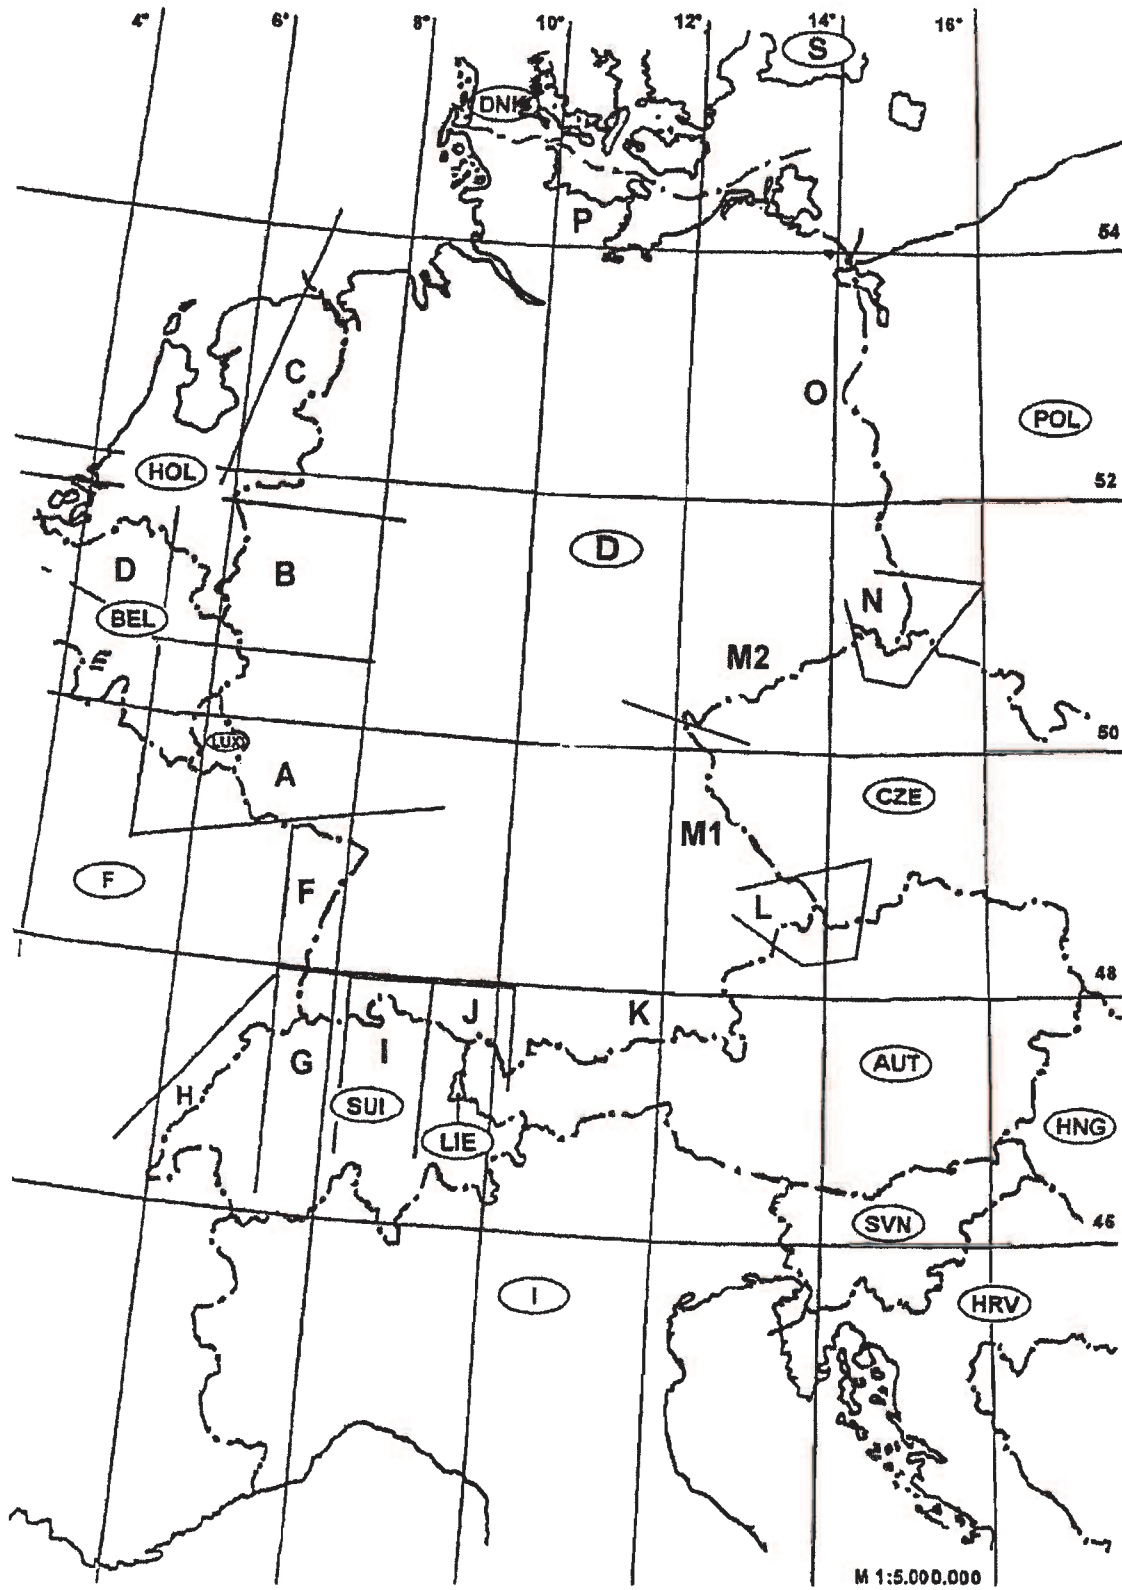 4° 6° 8° 10° 12° 14° 16°
S
DNK
P
54
C
O
POL
HOL
52
D
D
B
N
BEL
M2
LUX
50
A
CZE
M1
F
F
L
48
J
K
I
G
AUT
H
SUI
HNG
LIE
SVN
46
I
HRV
M 1:5.000.000